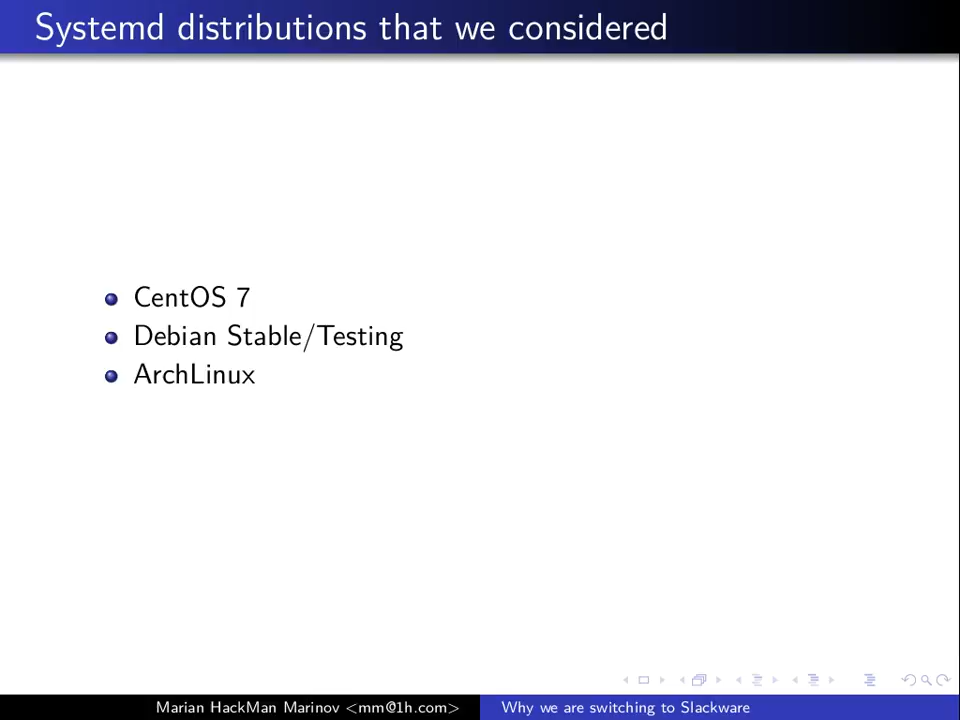 Systemd distributions that we considered
CentOS 7
Debian Stable/Testing
ArchLinux
Marian HackMan Marinov <mm@1h.com>
Why we are switching to Slackware